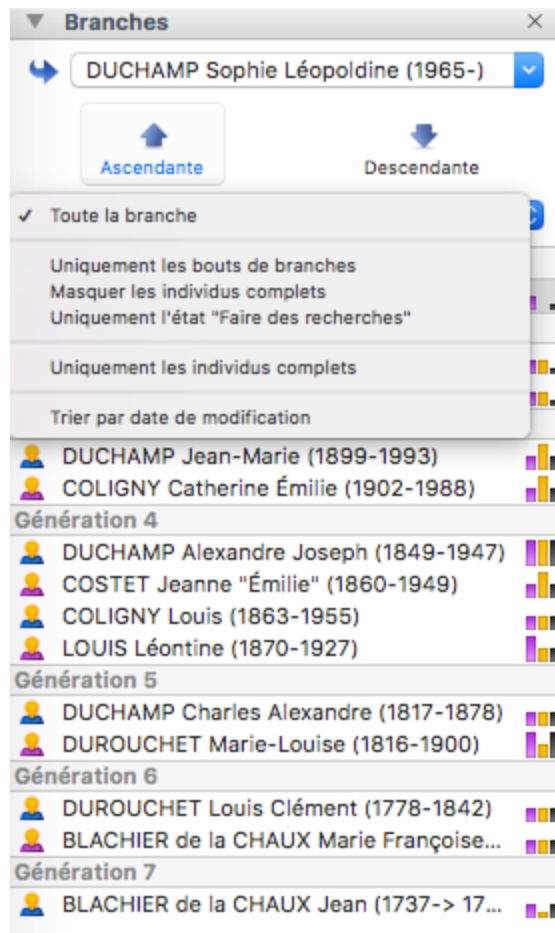 Branches
DUCHAMP Sophie Léopoldine (1965-)
Ascendante
Descendante
Toute la branche
Uniquement les bouts de branches
Masquer les individus complets
Uniquement l'état "Faire des recherches"
Uniquement les individus complets
Trier par date de modification
DUCHAMP Jean-Marie (1899-1993)
COLIGNY Catherine Émilie (1902-1988)
Génération 4
DUCHAMP Alexandre Joseph (1849-1947)
COSTET Jeanne "Émilie" (1860-1949)
COLIGNY Louis (1863-1955)
LOUIS Léontine (1870-1927)
Génération 5
DUCHAMP Charles Alexandre (1817-1878)
DUROUCHET Marie-Louise (1816-1900)
Génération 6
DUROUCHET Louis Clément (1778-1842)
BLACHIER de la CHAUX Marie Françoise...
Génération 7
BLACHIER de la CHAUX Jean (1737-> 17...